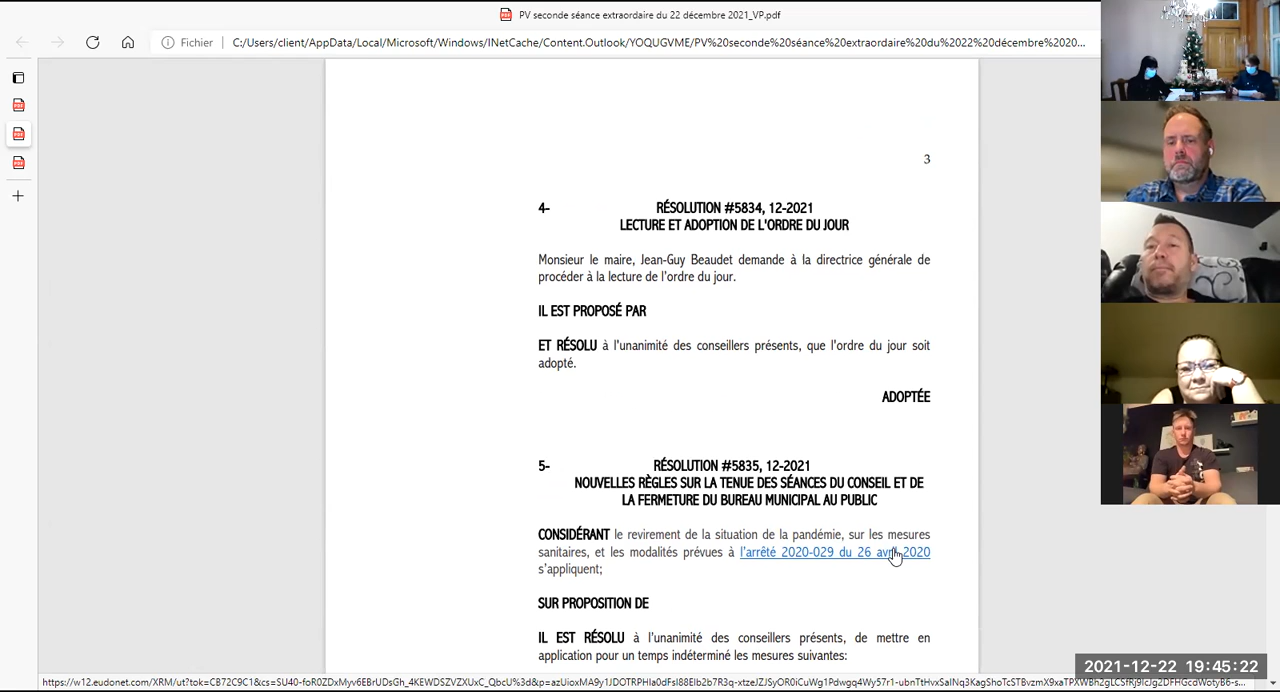 PV seconde séance extraordaire du 22 décembre 2021_VP.pdf
Fichier
C:/Users/client/AppData/Local/Microsoft/Windows/INetCache/Content.Outlook/YOQUGVME/PV%20seconde%20séance%20extraordaire%20du%2022%20décembre%2020...
3
4- RÉSOLUTION #5834, 12-2021
LECTURE ET ADOPTION DE L'ORDRE DU JOUR
Monsieur le maire, Jean-Guy Beaudet demande à la directrice générale de
procéder à la lecture de l'ordre du jour.
IL EST PROPOSÉ PAR
ET RÉSOLU à l'unanimité des conseillers présents, que l'ordre du jour soit
adopté.
ADOPTÉE
5- RÉSOLUTION #5835, 12-2021
NOUVELLES RÈGLES SUR LA TENUE DES SÉANCES DU CONSEIL ET DE
LA FERMETURE DU BUREAU MUNICIPAL AU PUBLIC
CONSIDÉRANT le revirement de la situation de la pandémie, sur les mesures
sanitaires, et les modalités prévues à l'arrêté 2020-029 du 26 avril 2020
s'appliquent;
SUR PROPOSITION DE
IL EST RÉSOLU à l'unanimité des conseillers présents, de mettre en
application pour un temps indéterminé les mesures suivantes:
2021-12-22 19:45:22